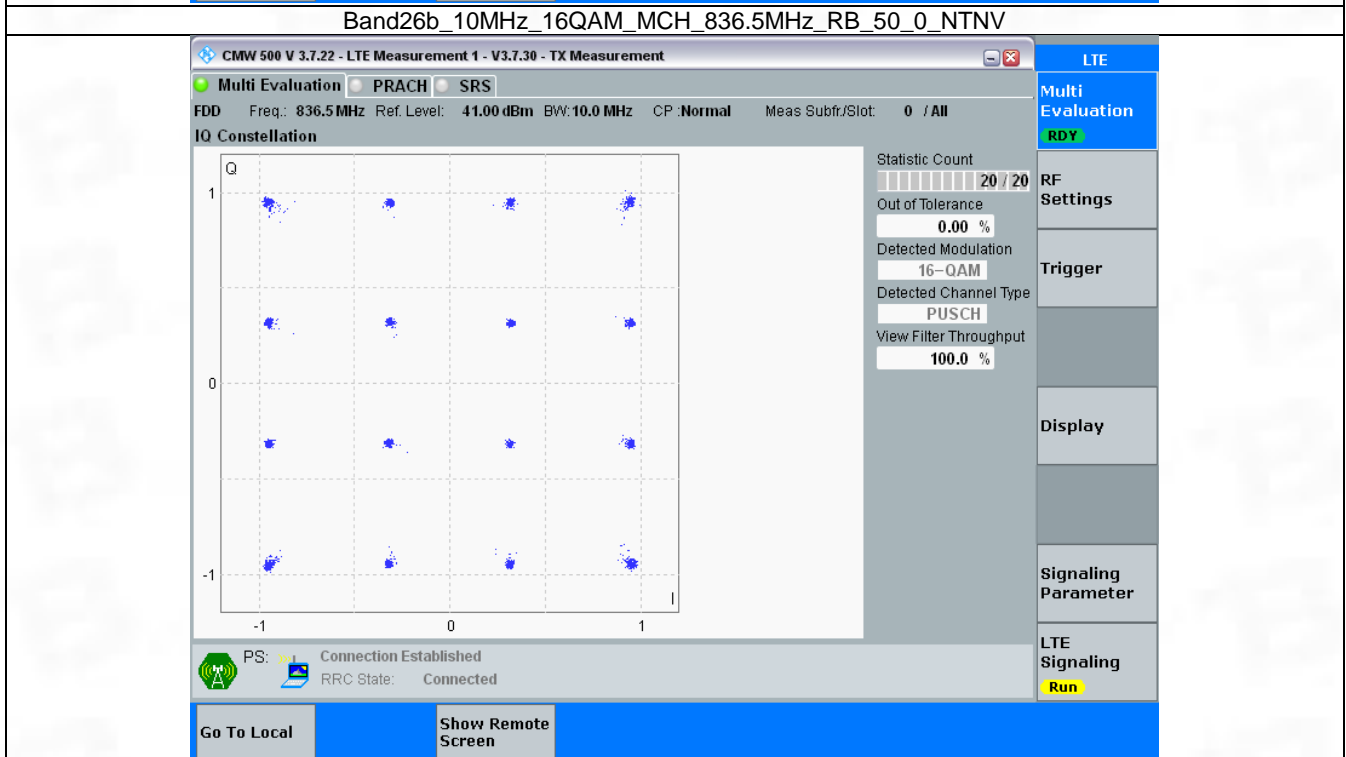 Band26b_10MHz_16QAM_MCH_836.5MHz_RB_50_0_NTNV
CMW 500 V 3.7.22 - LTE Measurement 1 - V3.7.30 - TX Measurement
LTE
Multi Evaluation PRACH SRS
FDD Freq.: 836.5 MHz Ref. Level: 41.00 dBm BW: 10.0 MHz CP :Normal Meas Subfr./Slot: 0 / All
IQ Constellation
Q
1
0
-1
I
-1 0 1
Statistic Count
20 / 20
Out of Tolerance
0.00 %
Detected Modulation
16-QAM
Detected Channel Type
PUSCH
View Filter Throughput
100.0 %
Multi
Evaluation
RDY
RF
Settings
Trigger
Display
Signaling
Parameter
LTE
Signaling
Run
PS: Connection Established
RRC State: Connected
Go To Local
Show Remote
Screen